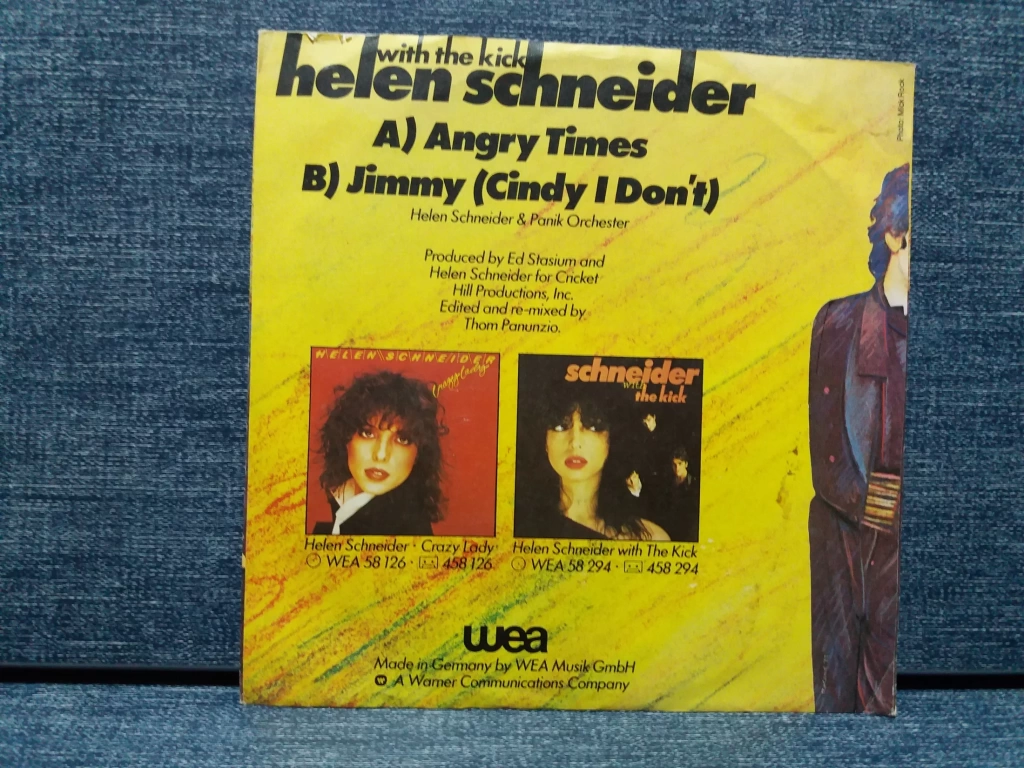 with the kick
helen schneider
A) Angry Times
B) Jimmy (Cindy I Don't)
Helen Schneider & Panik Orchester
Photo: Mick Rock
Produced by Ed Stasium and
Helen Schneider for Cricket
Hill Productions, Inc.
Edited and re-mixed by
Thom Panunzio.
HELEN SCHNEIDER
Crazy Lady
schneider
with
the kick
Helen Schneider · Crazy Lady
WEA 58 126 · 458 126
Helen Schneider with The Kick
WEA 58 294 · 458 294
wea
Made in Germany by WEA Musik GmbH
A Warner Communications Company